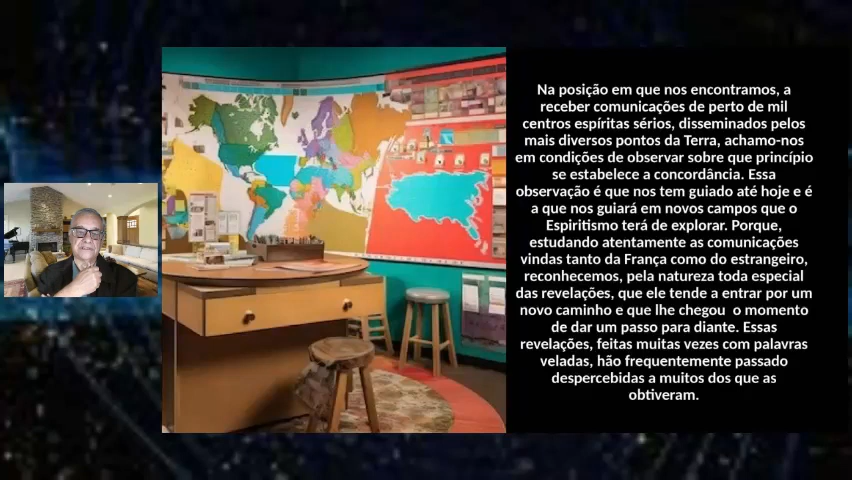 Na posição em que nos encontramos, a
receber comunicações de perto de mil
centros espíritas sérios, disseminados pelos
mais diversos pontos da Terra, achamo-nos
em condições de observar sobre que princípio
se estabelece a concordância. Essa
observação é que nos tem guiado até hoje e é
a que nos guiará em novos campos que o
Espiritismo terá de explorar. Porque,
estudando atentamente as comunicações
vindas tanto da França como do estrangeiro,
reconhecemos, pela natureza toda especial
das revelações, que ele tende a entrar por um
novo caminho e que lhe chegou o momento
de dar um passo para diante. Essas
revelações, feitas muitas vezes com palavras
veladas, hão frequentemente passado
despercebidas a muitos dos que as
obtiveram.